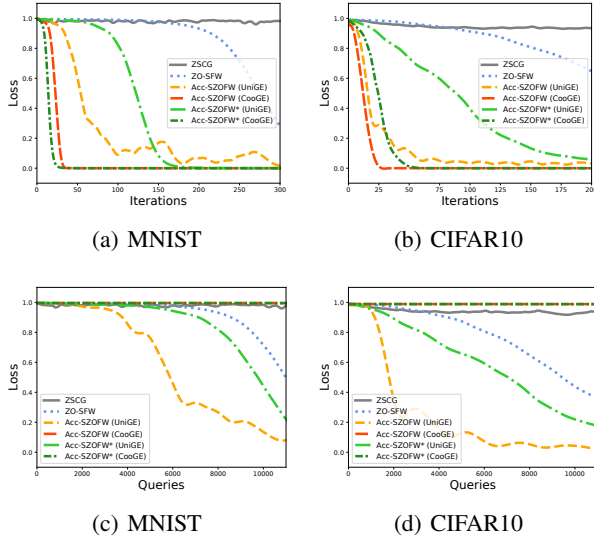 1.0
0.8
0.6
0.4
0.2
0.0
Loss
0 50 100 150 200 250 300
Iterations
ZSCG
ZO-SFW
Acc-SZOFW (UniGE)
Acc-SZOFW (CooGE)
Acc-SZOFW* (UniGE)
Acc-SZOFW* (CooGE)
(a) MNIST
1.0
0.8
0.6
0.4
0.2
0.0
Loss
0 25 50 75 100 125 150 175 200
Iterations
ZSCG
ZO-SFW
Acc-SZOFW (UniGE)
Acc-SZOFW (CooGE)
Acc-SZOFW* (UniGE)
Acc-SZOFW* (CooGE)
(b) CIFAR10
1.0
0.8
0.6
0.4
0.2
0.0
Loss
0 2000 4000 6000 8000 10000
Queries
ZSCG
ZO-SFW
Acc-SZOFW (UniGE)
Acc-SZOFW (CooGE)
Acc-SZOFW* (UniGE)
Acc-SZOFW* (CooGE)
(c) MNIST
1.0
0.8
0.6
0.4
0.2
0.0
Loss
0 2000 4000 6000 8000 10000
Queries
ZSCG
ZO-SFW
Acc-SZOFW (UniGE)
Acc-SZOFW (CooGE)
Acc-SZOFW* (UniGE)
Acc-SZOFW* (CooGE)
(d) CIFAR10